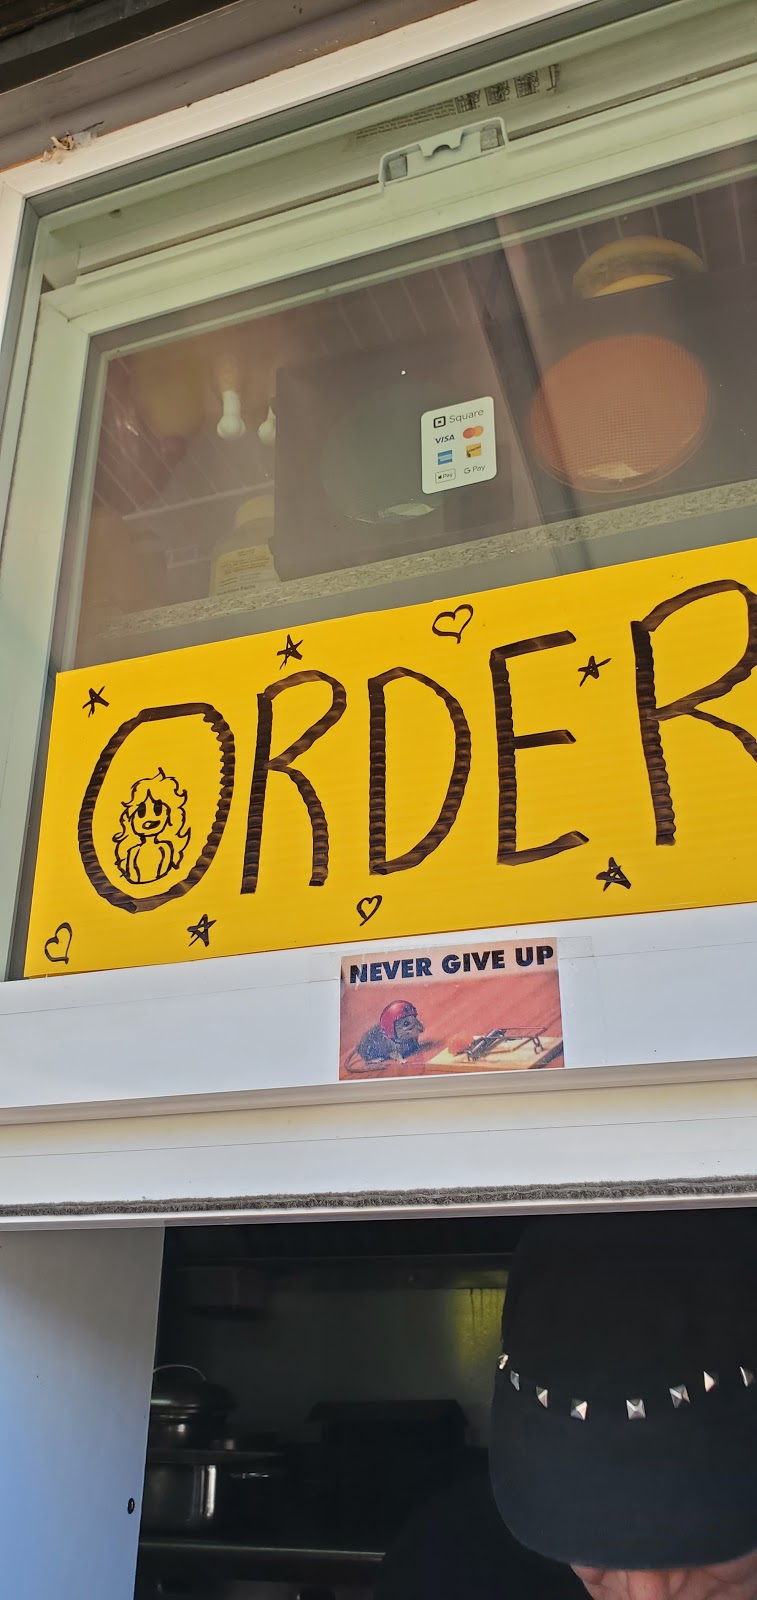 Square
VISA
Pay
G Pay
ORDER
NEVER GIVE UP